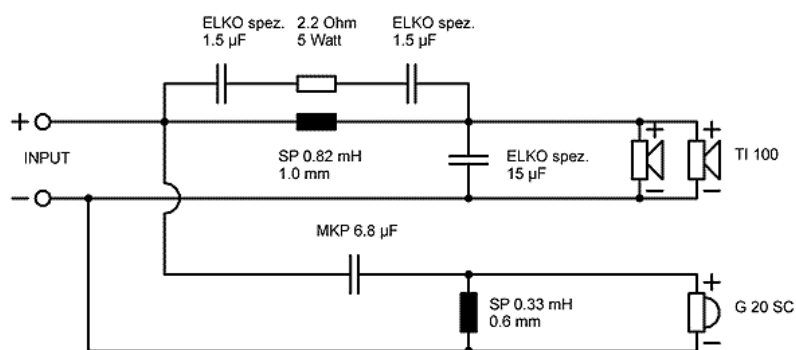 ELKO spez.
1.5 µF
2.2 Ohm
5 Watt
ELKO spez.
1.5 µF
+
INPUT
−
SP 0.82 mH
1.0 mm
ELKO spez.
15 µF
+
−
+
−
TI 100
MKP 6.8 µF
SP 0.33 mH
0.6 mm
+
−
G 20 SC